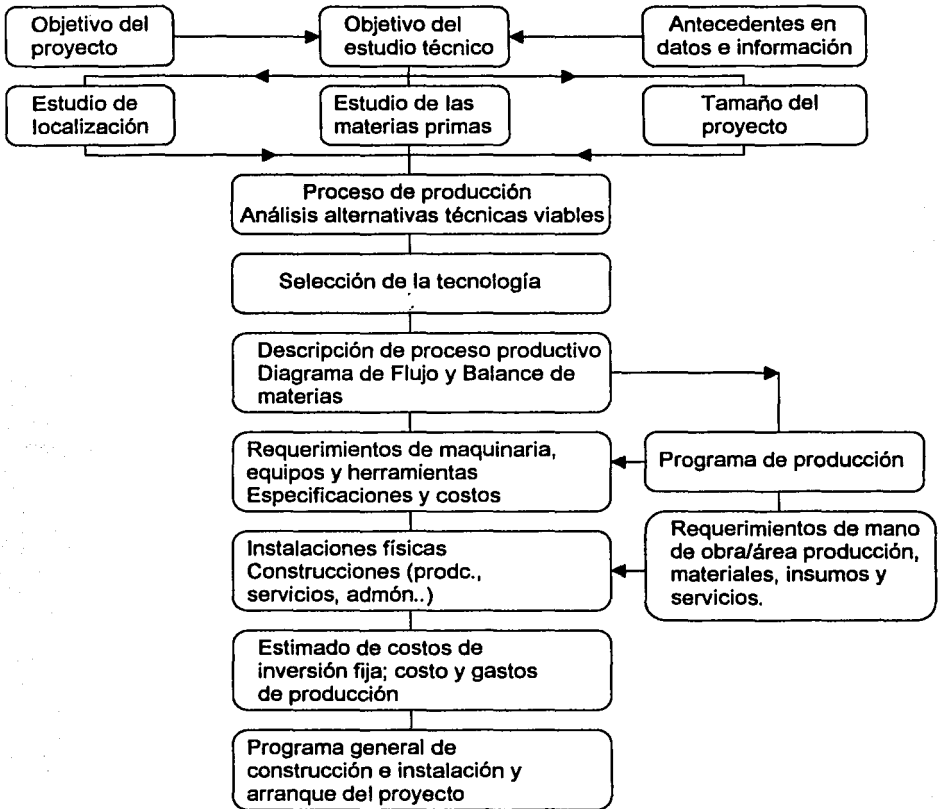 Objetivo del
proyecto
Objetivo del
estudio técnico
Antecedentes en
datos e información
Estudio de
localización
Estudio de las
materias primas
Tamaño del
proyecto
Proceso de producción
Análisis alternativas técnicas viables
Selección de la tecnología
Descripción de proceso productivo
Diagrama de Flujo y Balance de
materias
Requerimientos de maquinaria,
equipos y herramientas
Especificaciones y costos
Programa de producción
Instalaciones físicas
Construcciones (prodc.,
servicios, admón..)
Requerimientos de mano
de obra/área producción,
materiales, insumos y
servicios.
Estimado de costos de
inversión fija; costo y gastos
de producción
Programa general de
construcción e instalación y
arranque del proyecto